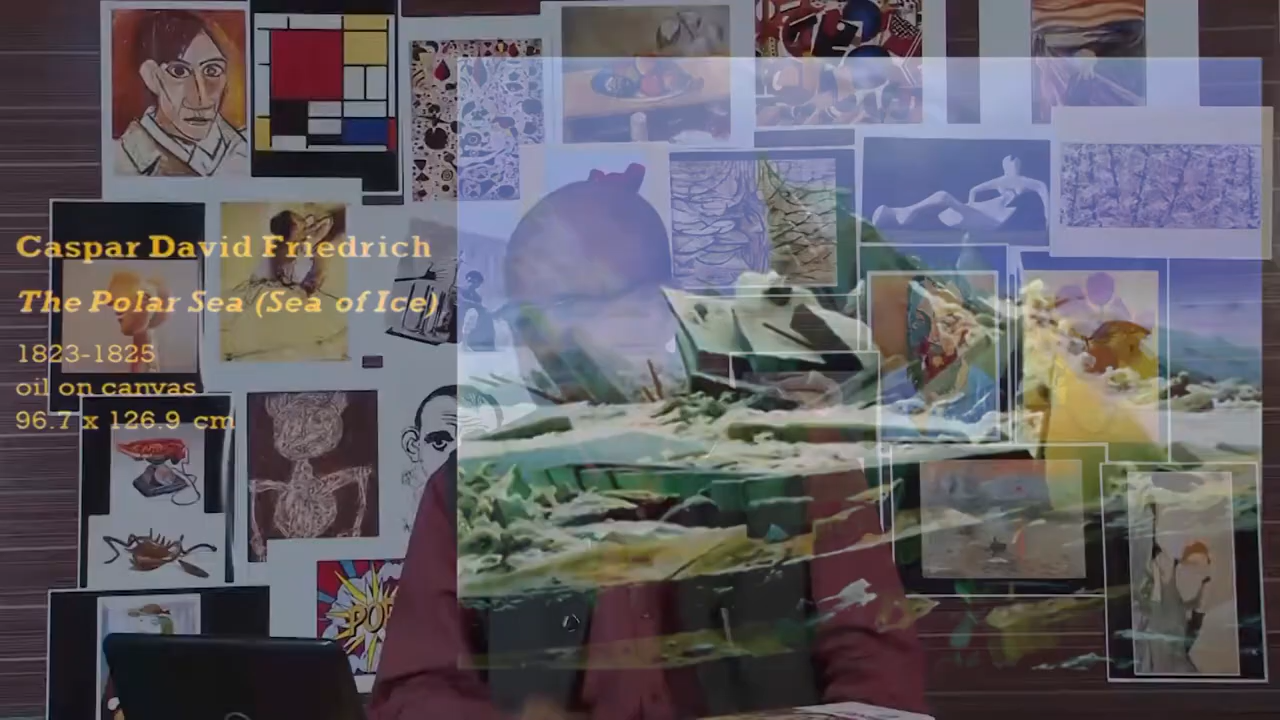 Caspar David Friedrich
The Polar Sea (Sea of Ice)
1823-1825
oil on canvas
96.7 x 126.9 cm